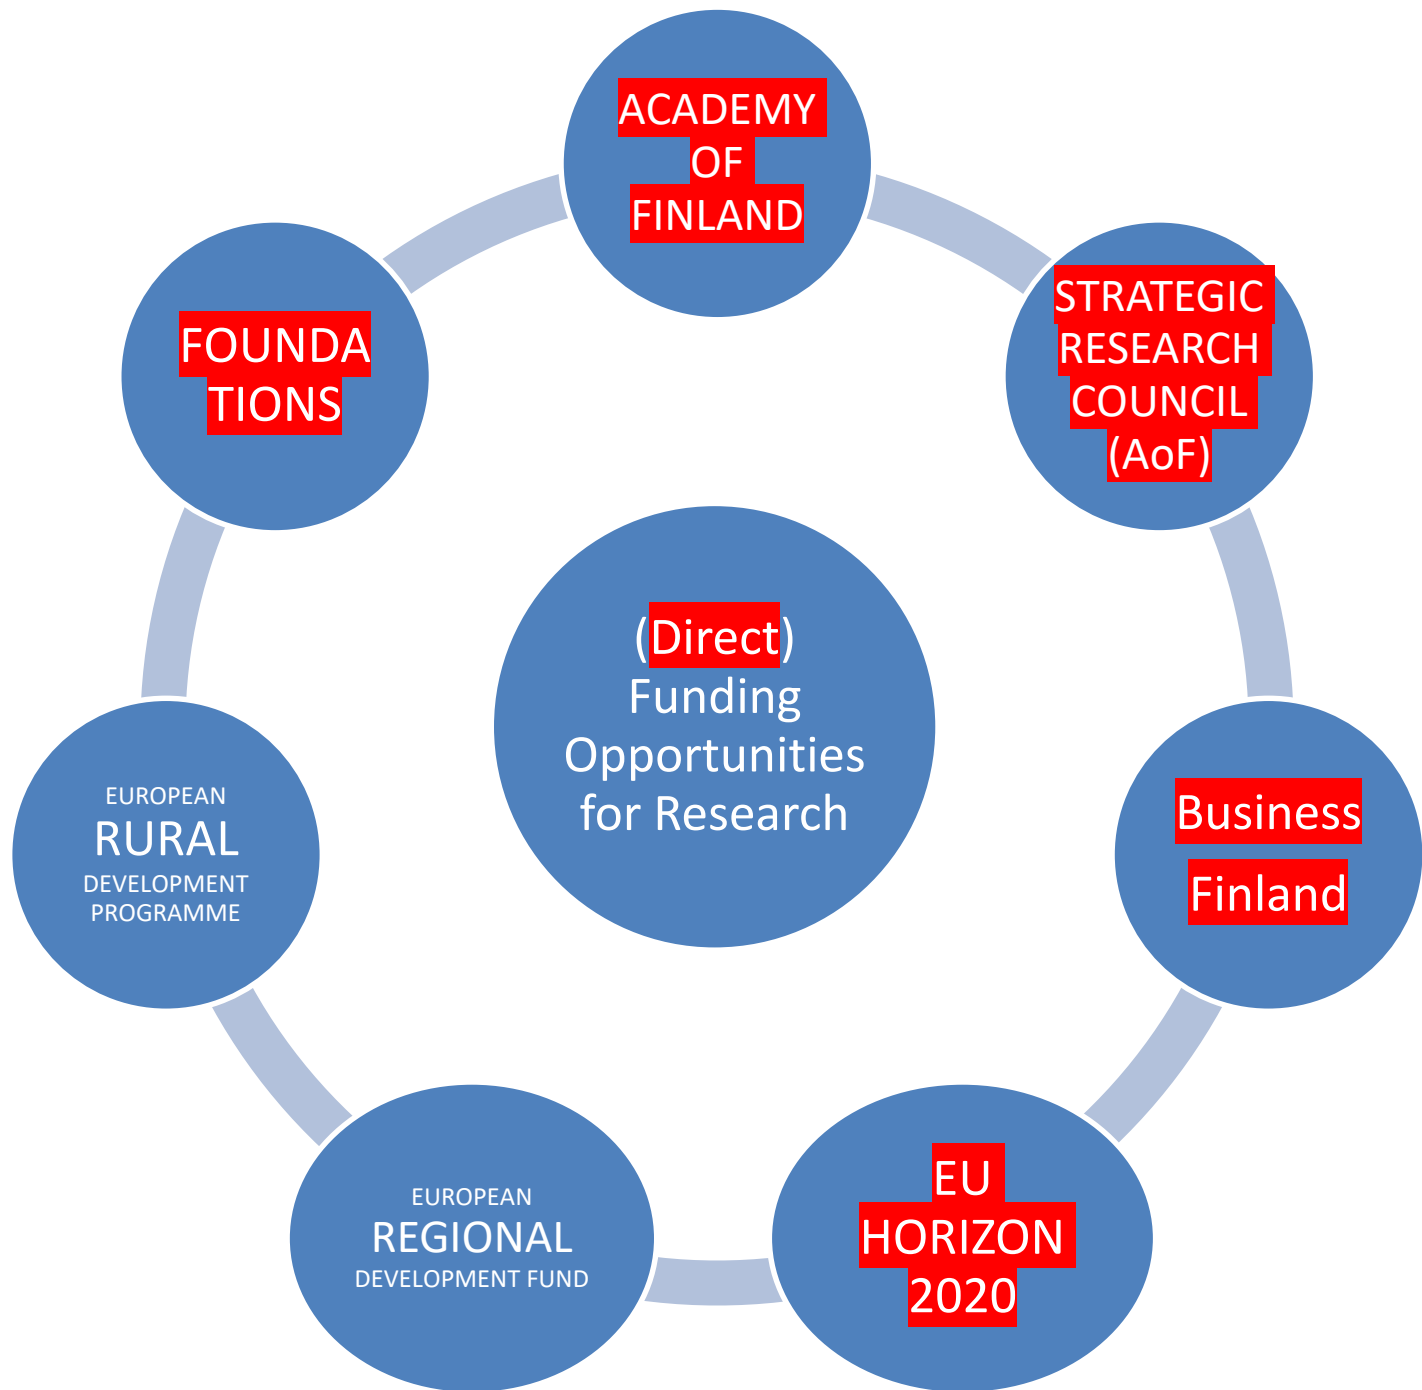 ACADEMY
OF
FINLAND
STRATEGIC
RESEARCH
COUNCIL
(AoF)
Business
Finland
EU
HORIZON
2020
EUROPEAN
REGIONAL
DEVELOPMENT FUND
EUROPEAN
RURAL
DEVELOPMENT
PROGRAMME
FOUNDA
TIONS
(Direct)
Funding
Opportunities
for Research